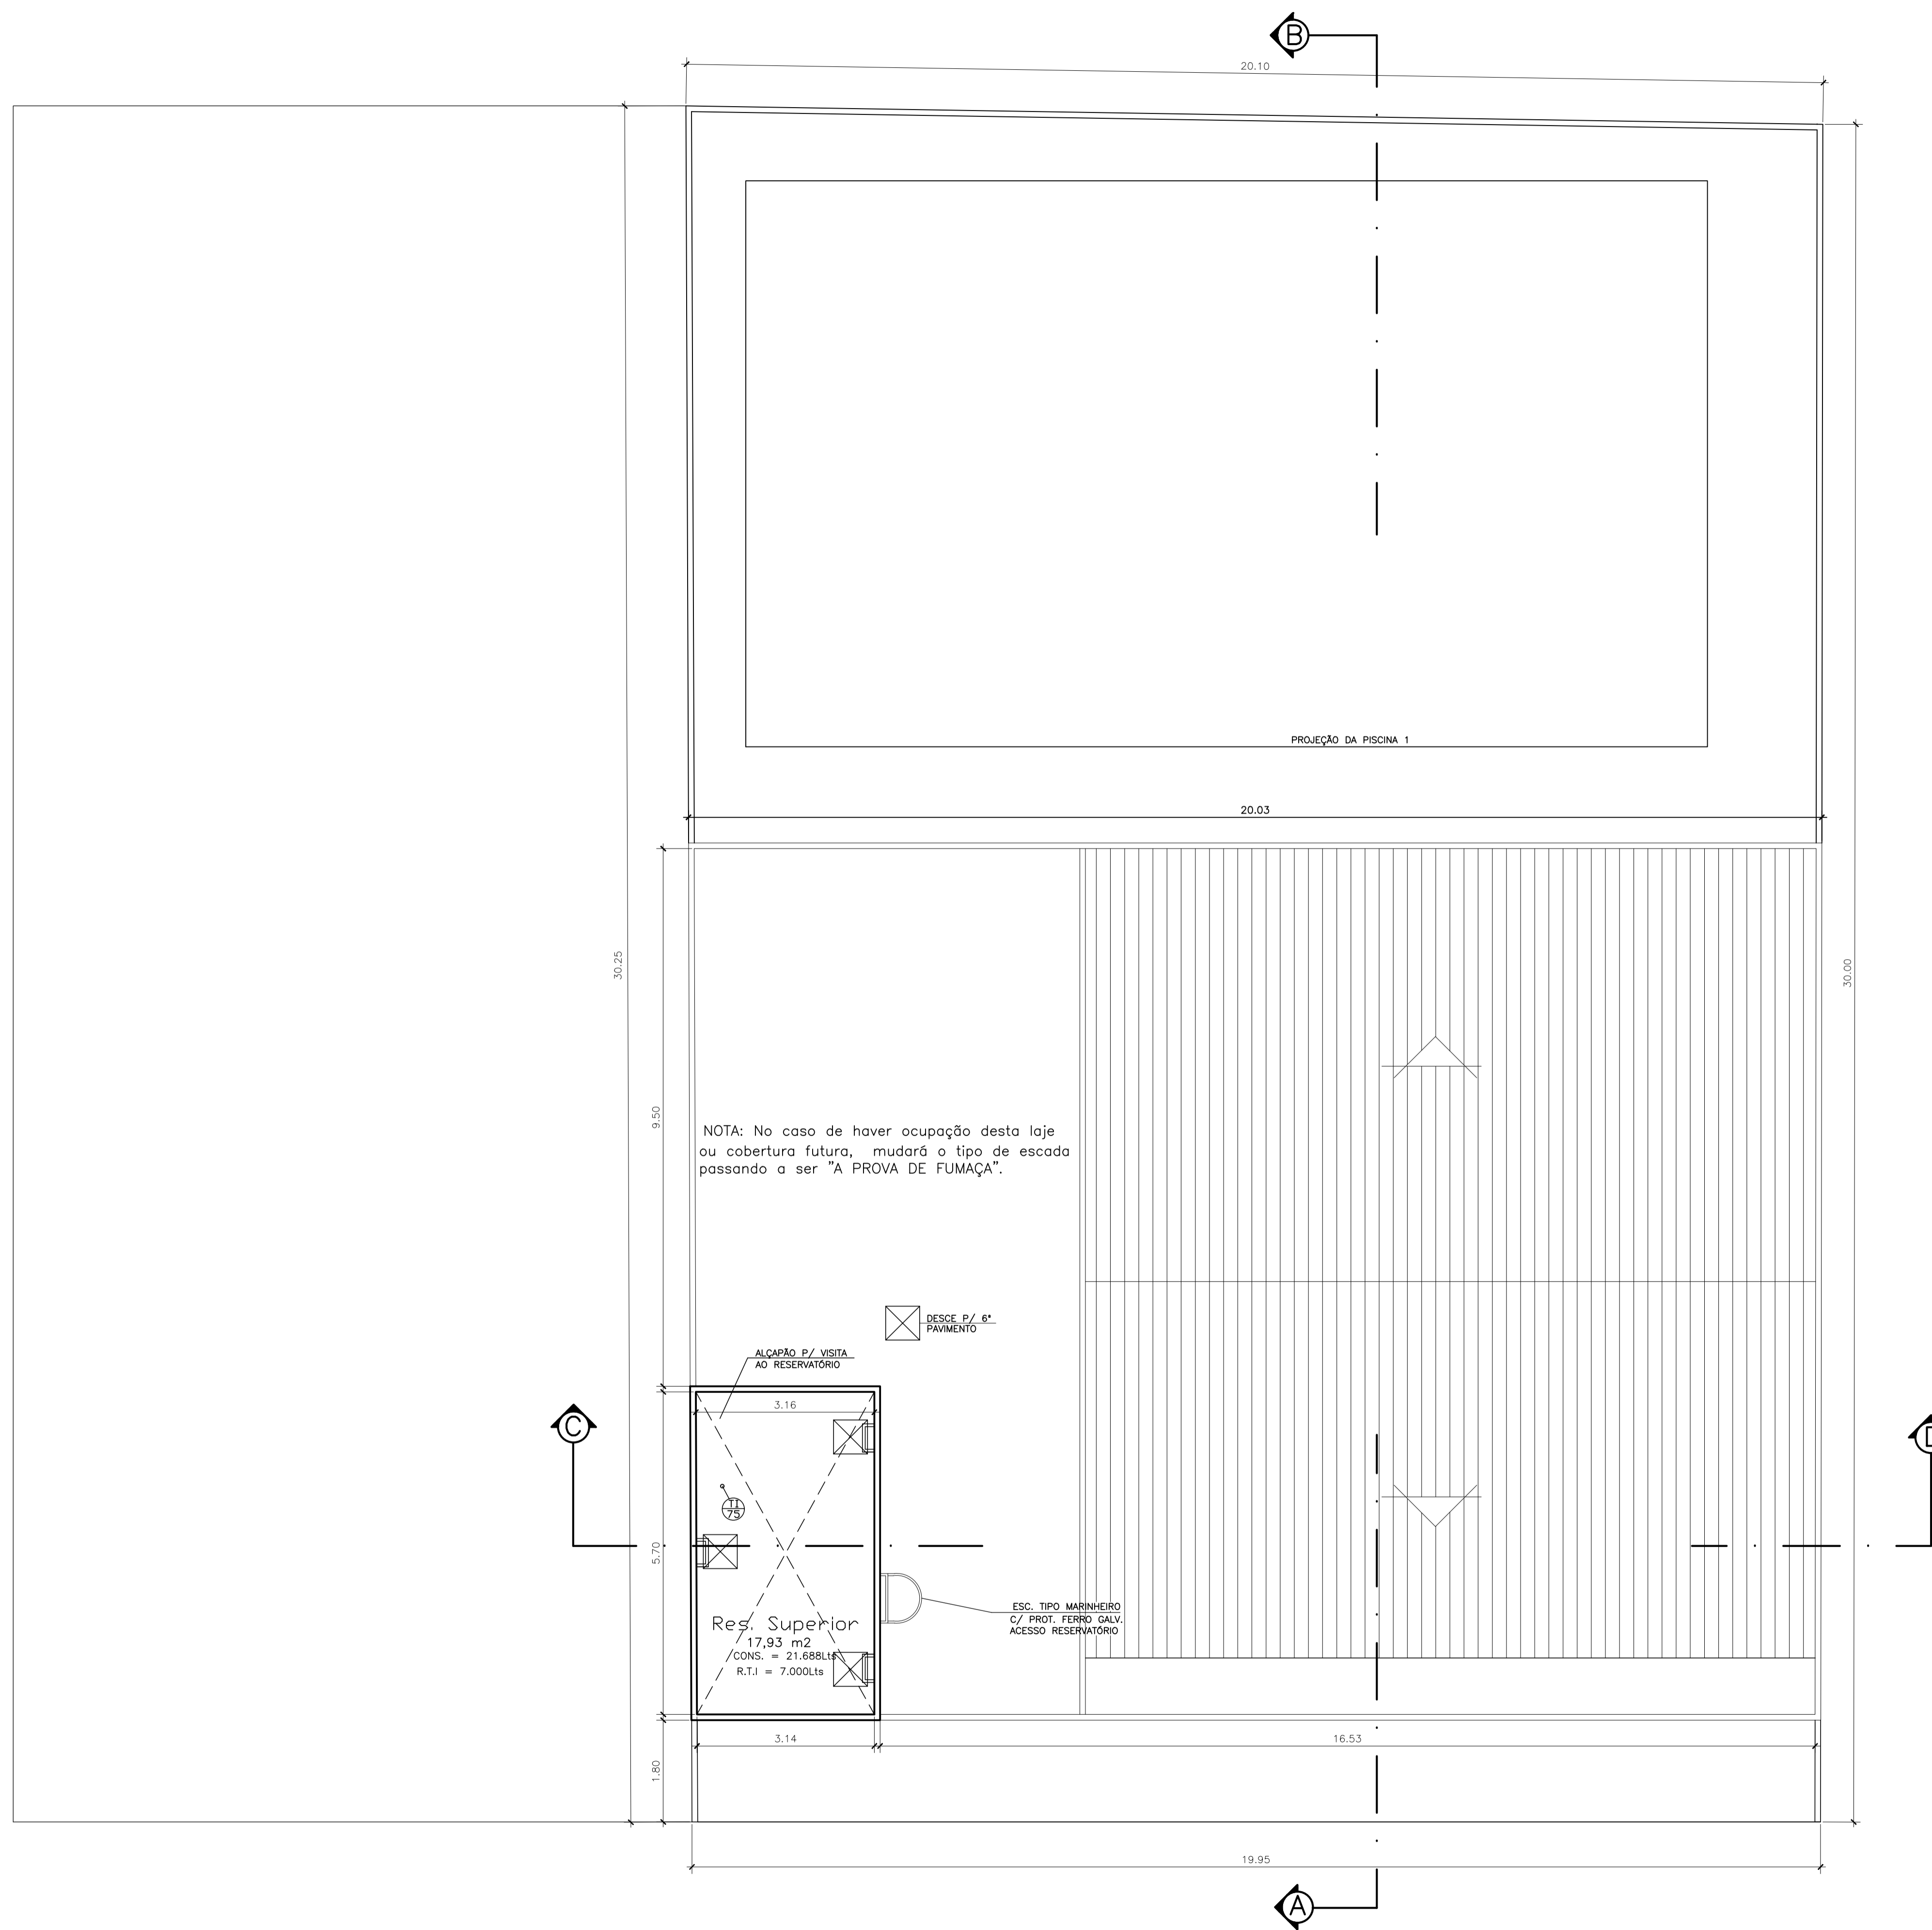 B
20.10
PROJEÇÃO DA PISCINA 1
20.03
30.25
30.00
9.50
NOTA: No caso de haver ocupação desta laje
ou cobertura futura, mudará o tipo de escada
passando a ser "A PROVA DE FUMAÇA".
DESCE P/ 6°
PAVIMENTO
ALÇAPÃO P/ VISITA
AO RESERVATÓRIO
3.16
C
D
TI
75
5.70
ESC. TIPO MARINHEIRO
C/ PROT. FERRO GALV.
ACESSO RESERVATÓRIO
Res. Superior
17,93 m2
CONS. = 21.688Lts
R.T.I = 7.000Lts
3.14
16.53
1.80
19.95
A